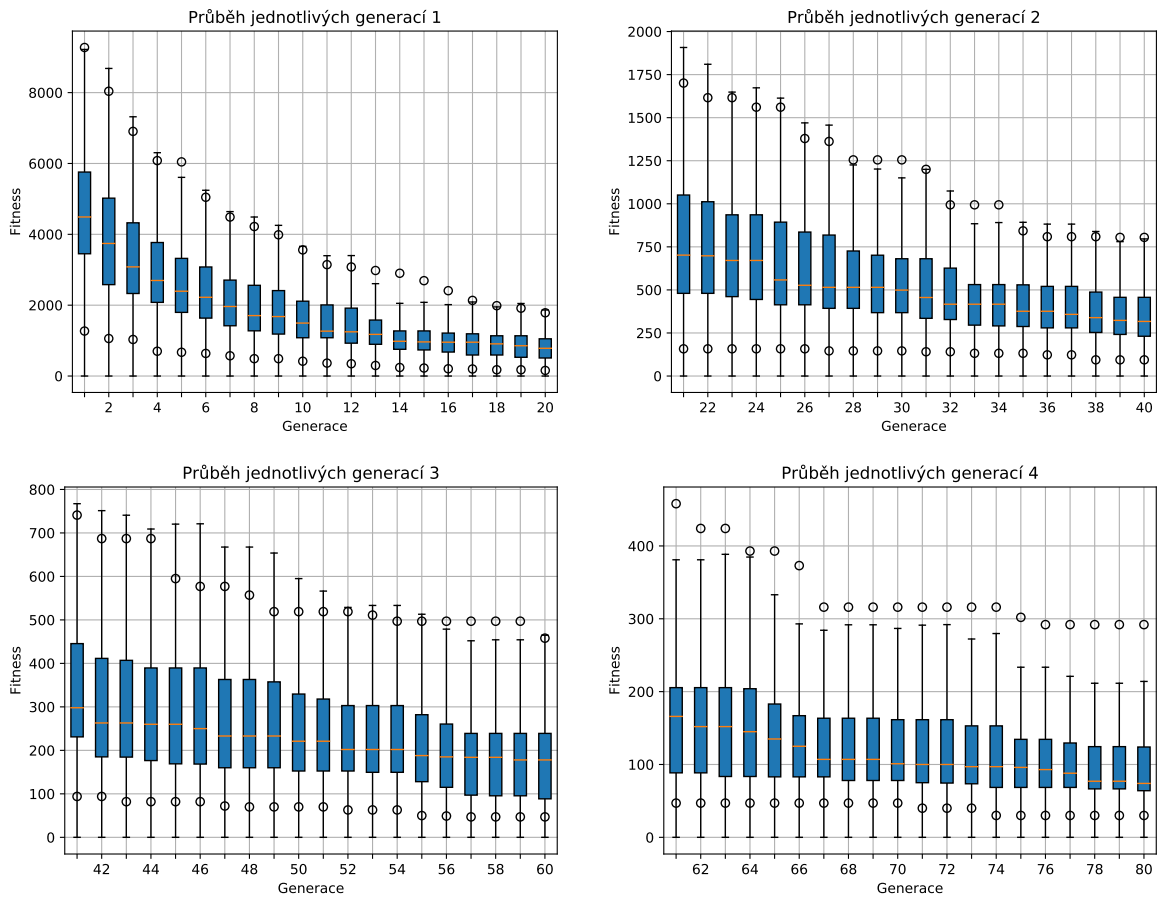 Průběh jednotlivých generací 1
Fitness
8000
6000
4000
2000
0
2 4 6 8 10 12 14 16 18 20
Generace
Průběh jednotlivých generací 2
Fitness
2000
1750
1500
1250
1000
750
500
250
0
22 24 26 28 30 32 34 36 38 40
Generace
Průběh jednotlivých generací 3
Fitness
800
700
600
500
400
300
200
100
0
42 44 46 48 50 52 54 56 58 60
Generace
Průběh jednotlivých generací 4
Fitness
400
300
200
100
0
62 64 66 68 70 72 74 76 78 80
Generace